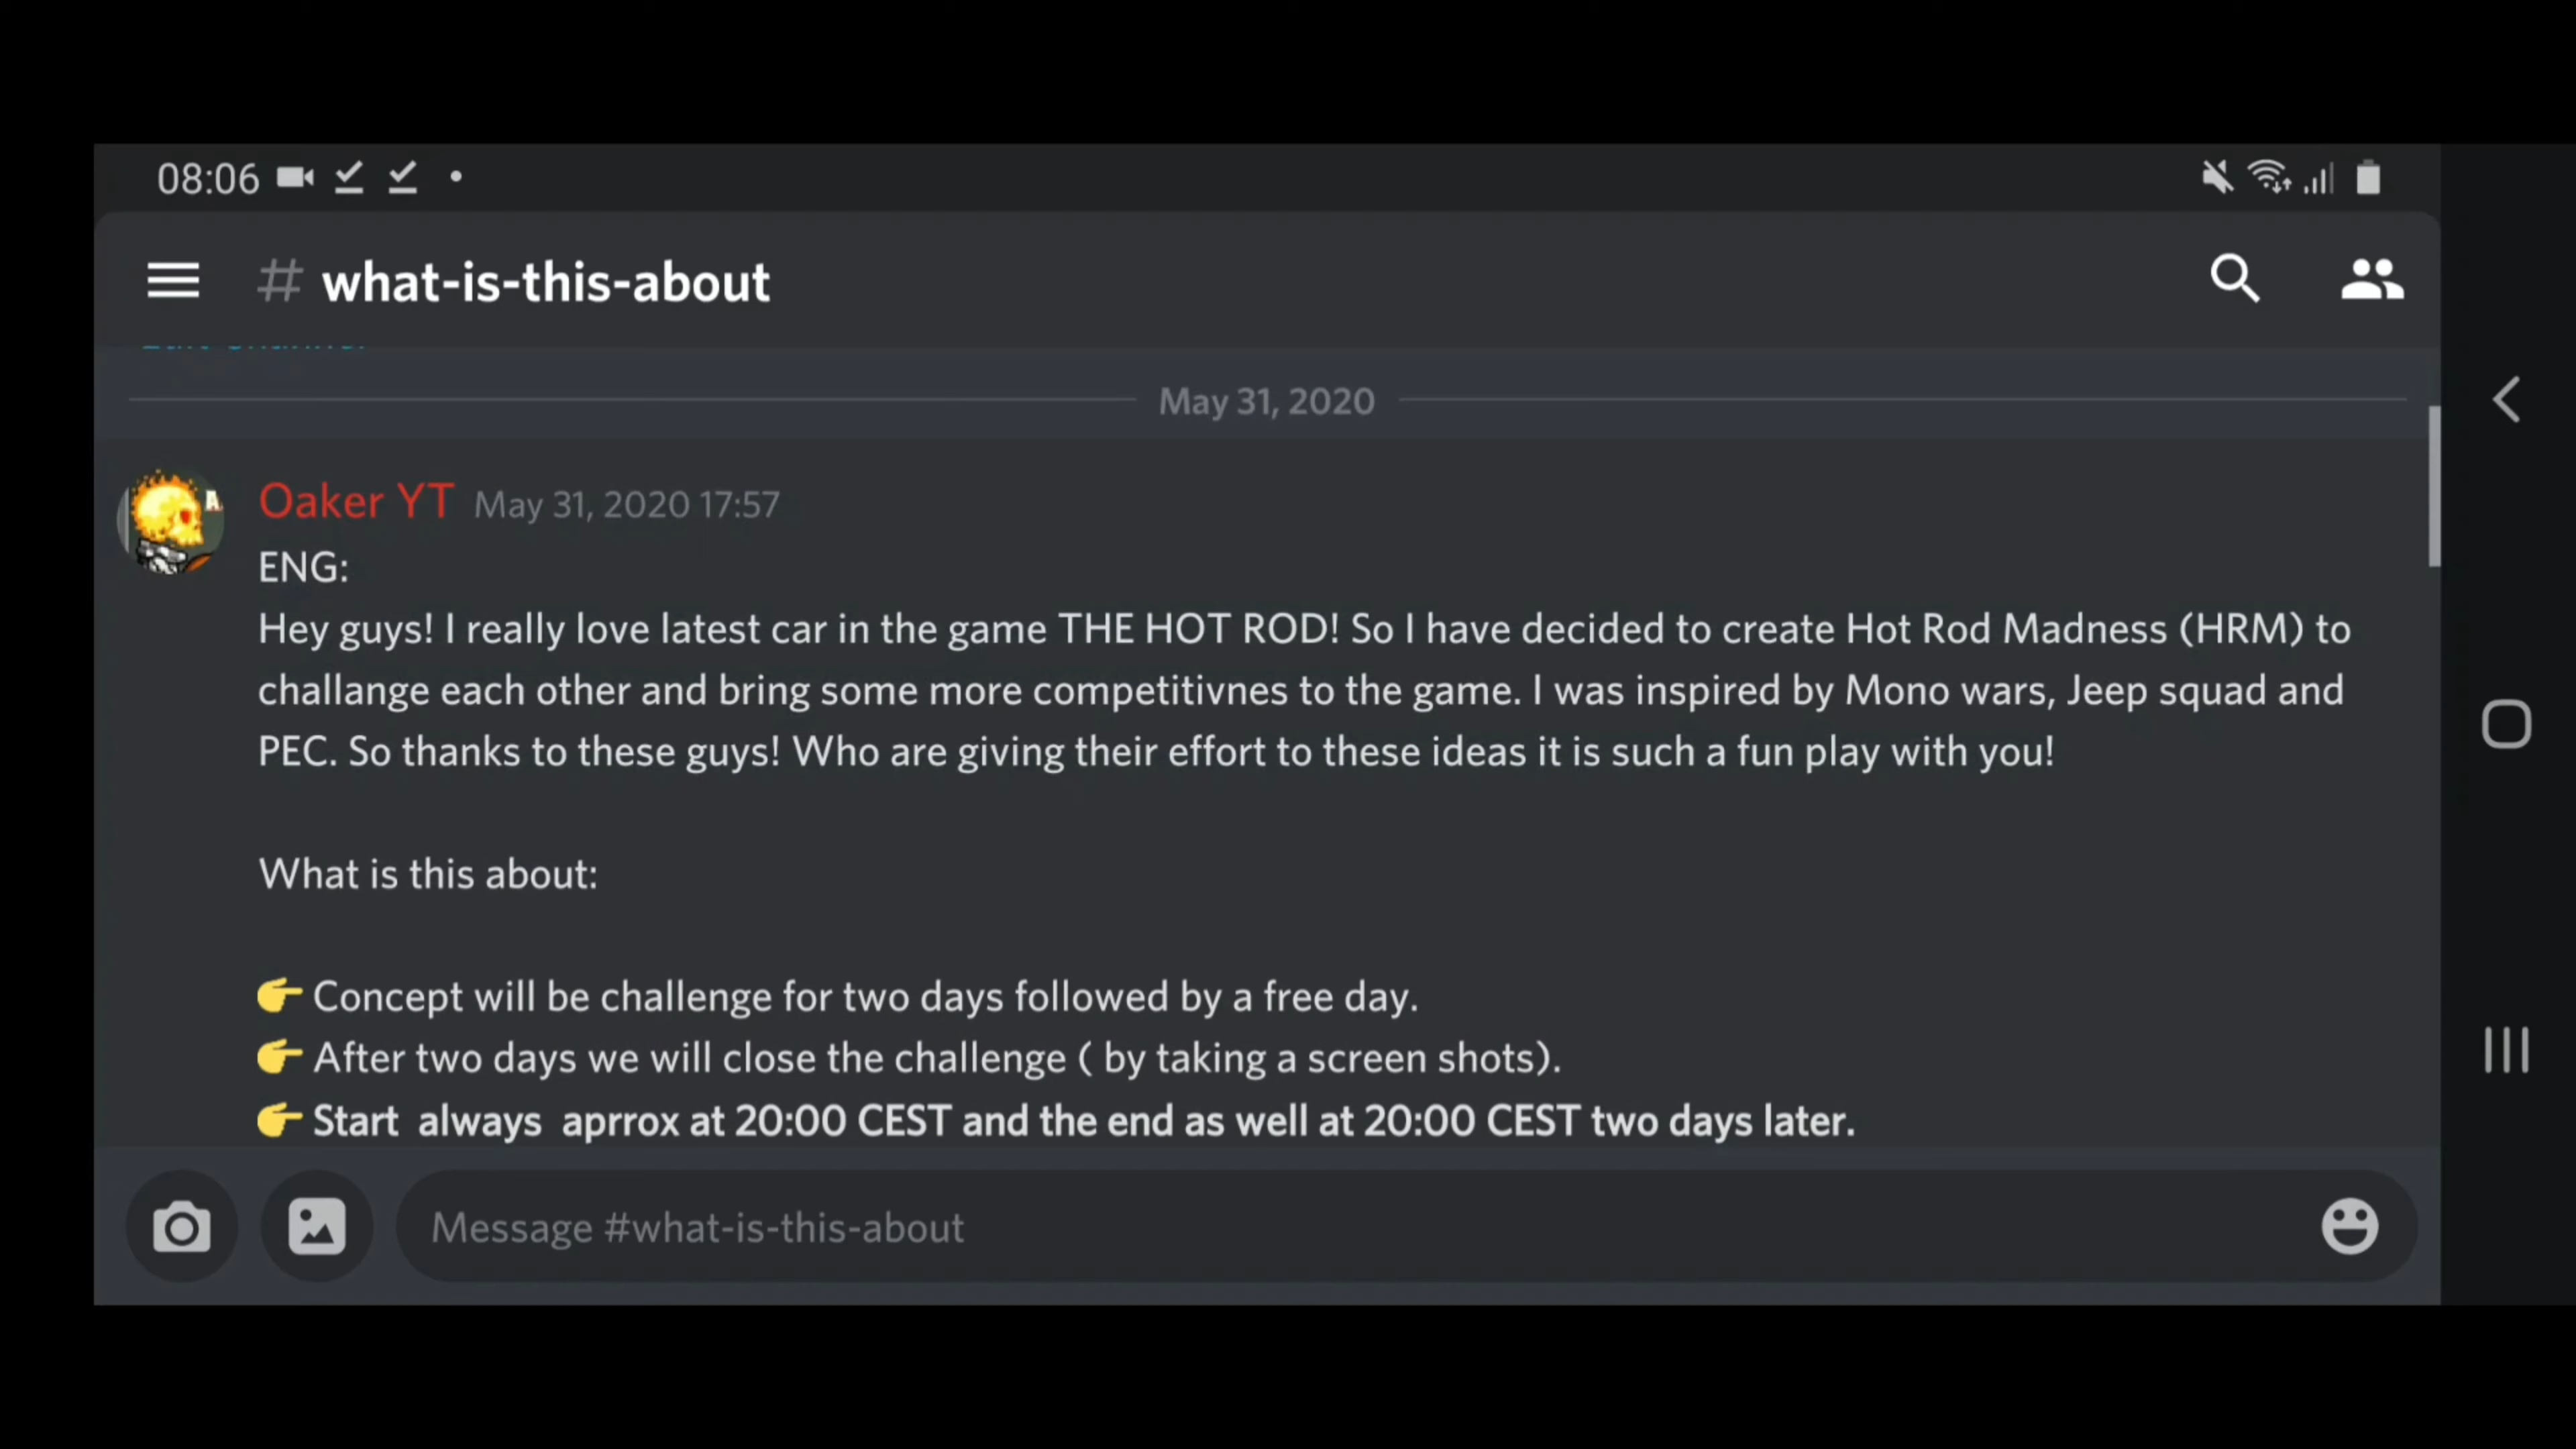 08:06
# what-is-this-about
May 31, 2020
Oaker YT May 31, 2020 17:57
ENG:
Hey guys! I really love latest car in the game THE HOT ROD! So I have decided to create Hot Rod Madness (HRM) to
challange each other and bring some more competitivnes to the game. I was inspired by Mono wars, Jeep squad and
PEC. So thanks to these guys! Who are giving their effort to these ideas it is such a fun play with you!
What is this about:
👉 Concept will be challenge for two days followed by a free day.
👉 After two days we will close the challenge ( by taking a screen shots).
👉 Start always aprrox at 20:00 CEST and the end as well at 20:00 CEST two days later.
Message #what-is-this-about